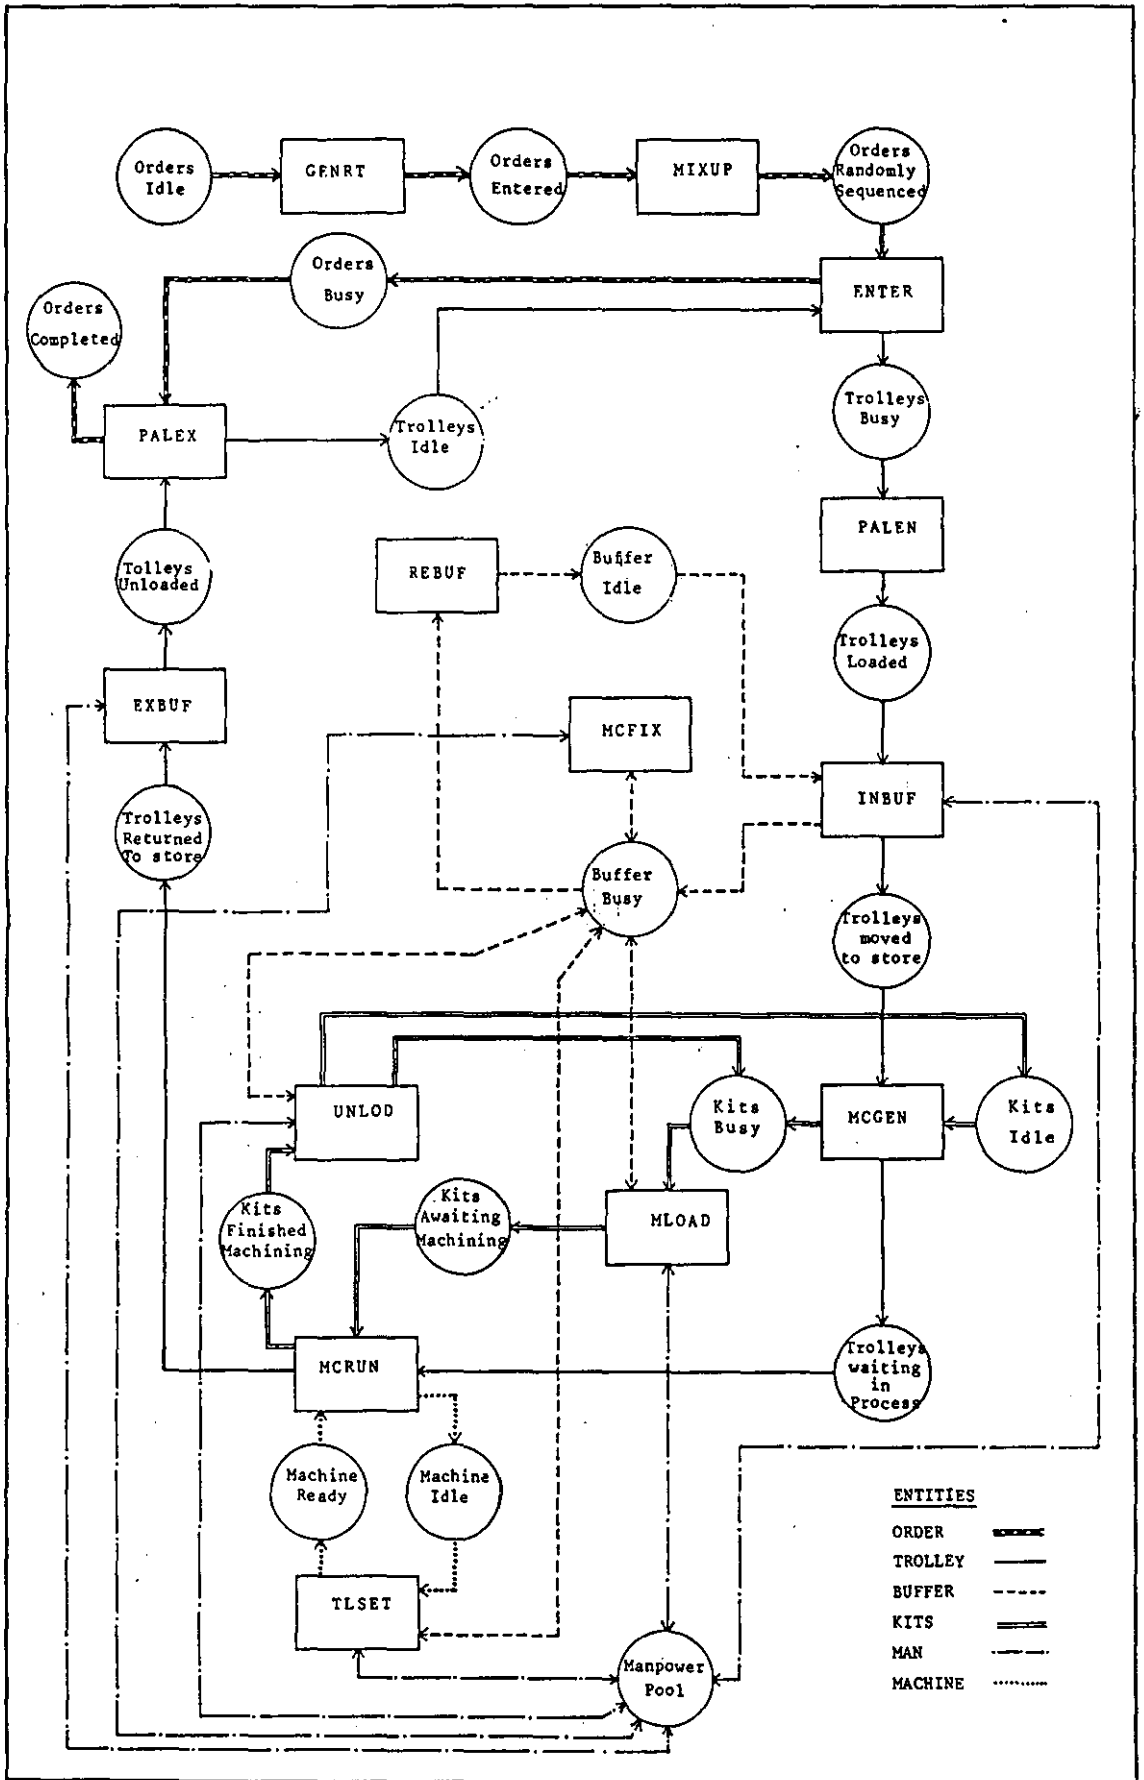 Orders
Idle
GENRT
Orders
Entered
MIXUP
Orders
Randomly
Sequenced
Orders
Busy
ENTER
Orders
Completed
PALEX
Trolleys
Idle
Trolleys
Busy
PALEN
Tolleys
Unloaded
REBUF
Buffer
Idle
Trolleys
Loaded
EXBUF
MCFIX
INBUF
Trolleys
Returned
To store
Buffer
Busy
Trolleys
moved
to store
UNLOD
Kits
Busy
MCGEN
Kits
Idle
Kits
Finished
Machining
Kits
Awaiting
Machining
MLOAD
MCRUN
Trolleys
waiting
in
Process
Machine
Ready
Machine
Idle
TLSET
Manpower
Pool
ENTITIES
ORDER
TROLLEY
BUFFER
KITS
MAN
MACHINE